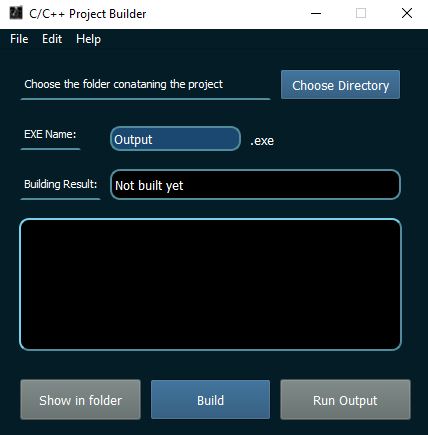 C/C++ Project Builder
File Edit Help
Choose the folder conataning the project
Choose Directory
EXE Name:
Output
.exe
Building Result:
Not built yet
Show in folder
Build
Run Output